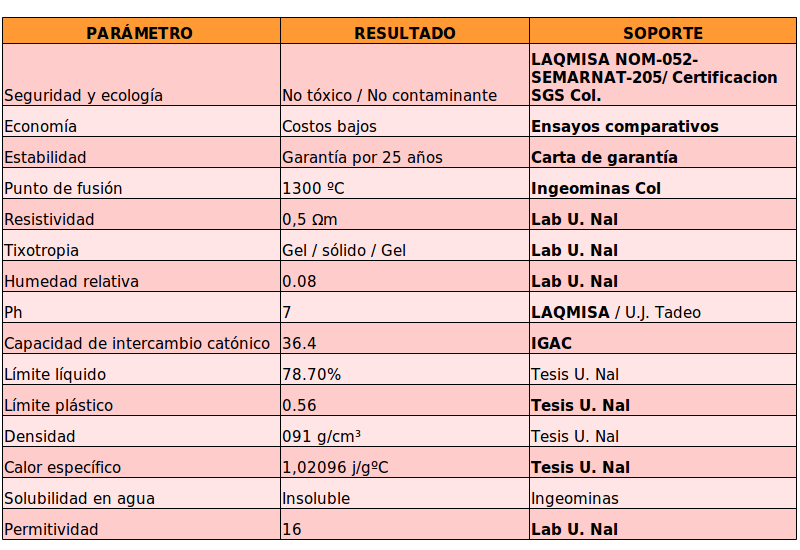 PARÁMETRO RESULTADO SOPORTE
LAQMISA NOM-052-
SEMARNAT-205/ Certificacion
Seguridad y ecología No tóxico / No contaminante SGS Col.
Economía Costos bajos Ensayos comparativos
Estabilidad Garantía por 25 años Carta de garantía
Punto de fusión 1300 ºC Ingeominas Col
Resistividad 0,5 Ωm Lab U. Nal
Tixotropia Gel / sólido / Gel Lab U. Nal
Humedad relativa 0.08 Lab U. Nal
Ph 7 LAQMISA / U.J. Tadeo
Capacidad de intercambio catónico 36.4 IGAC
Límite líquido 78.70% Tesis U. Nal
Límite plástico 0.56 Tesis U. Nal
Densidad 091 g/cm³ Tesis U. Nal
Calor específico 1,02096 j/gºC Tesis U. Nal
Solubilidad en agua Insoluble Ingeominas
Permitividad 16 Lab U. Nal